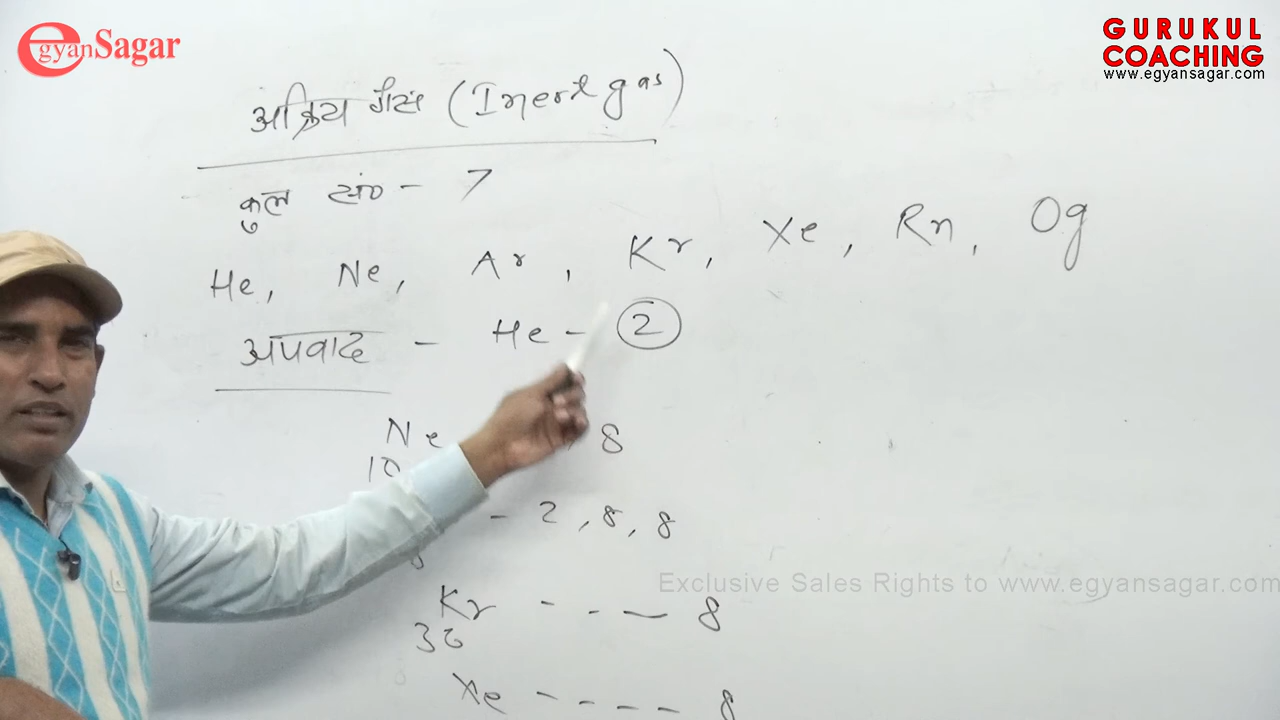 egyanSagar
GURUKUL
COACHING
www.egyansagar.com
अक्रिय गैस (Inert gas)
कुल सं० - 7
He, Ne, Ar, Kr, Xe, Rn, Og
अपवाद - He - 2
Ne 8
10
- 2, 8, 8
Exclusive Sales Rights to www.egyansagar.com
Kr - - — 8
36
Xe - - - - 8